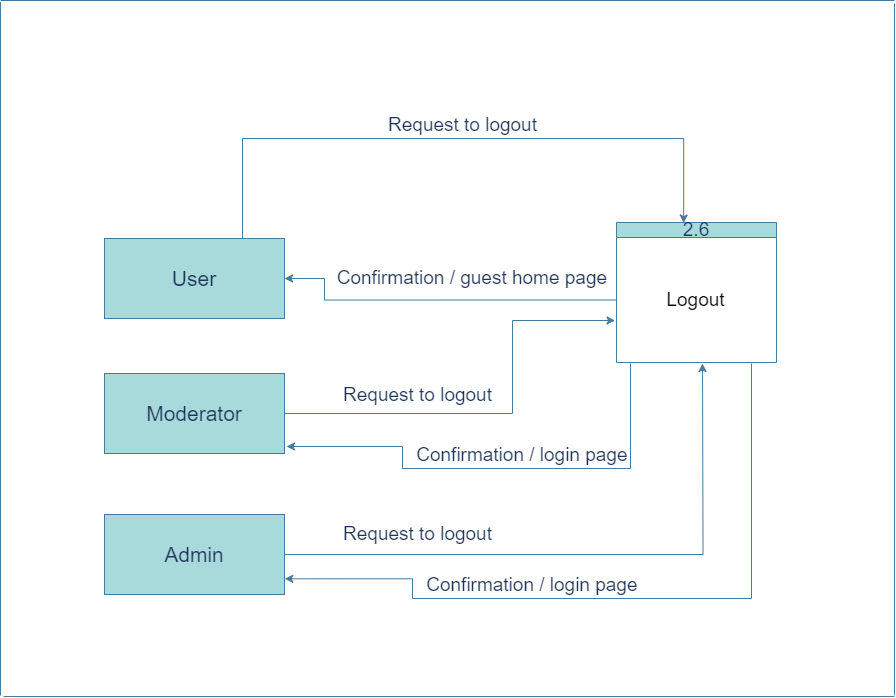 Request to logout
2.6
User
Confirmation / guest home page
Logout
Moderator
Request to logout
Confirmation / login page
Admin
Request to logout
Confirmation / login page